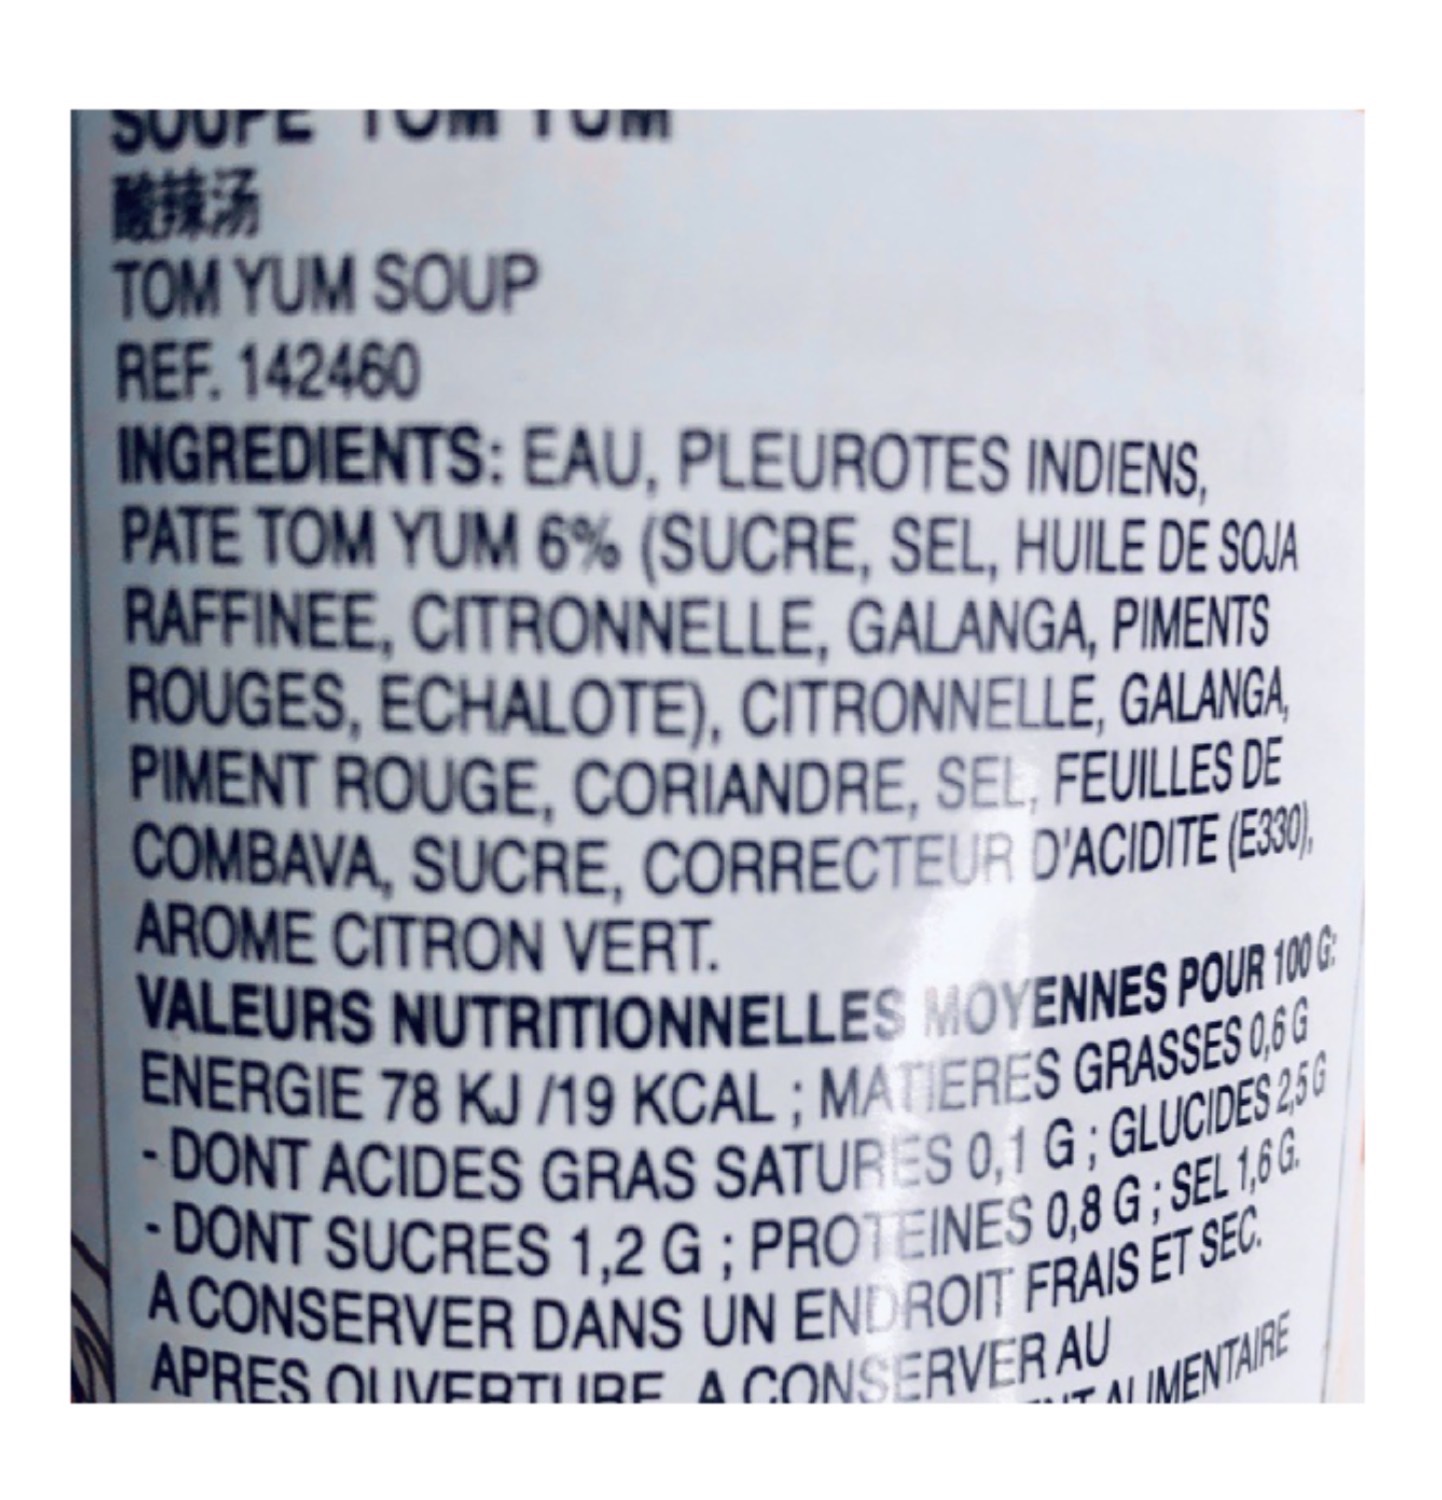 SOUPE TOM YUM
酸辣汤
TOM YUM SOUP
REF. 142460
INGREDIENTS: EAU, PLEUROTES INDIENS,
PATE TOM YUM 6% (SUCRE, SEL, HUILE DE SOJA
RAFFINEE, CITRONNELLE, GALANGA, PIMENTS
ROUGES, ECHALOTE), CITRONNELLE, GALANGA,
PIMENT ROUGE, CORIANDRE, SEL, FEUILLES DE
COMBAVA, SUCRE, CORRECTEUR D'ACIDITE (E330),
AROME CITRON VERT.
VALEURS NUTRITIONNELLES MOYENNES POUR 100 G:
ENERGIE 78 KJ /19 KCAL ; MATIERES GRASSES 0,6 G
- DONT ACIDES GRAS SATURES 0,1 G ; GLUCIDES 2,5 G
- DONT SUCRES 1,2 G ; PROTEINES 0,8 G ; SEL 1,6 G.
A CONSERVER DANS UN ENDROIT FRAIS ET SEC.
APRES OUVERTURE, A CONSERVER AU
ALIMENTAIRE